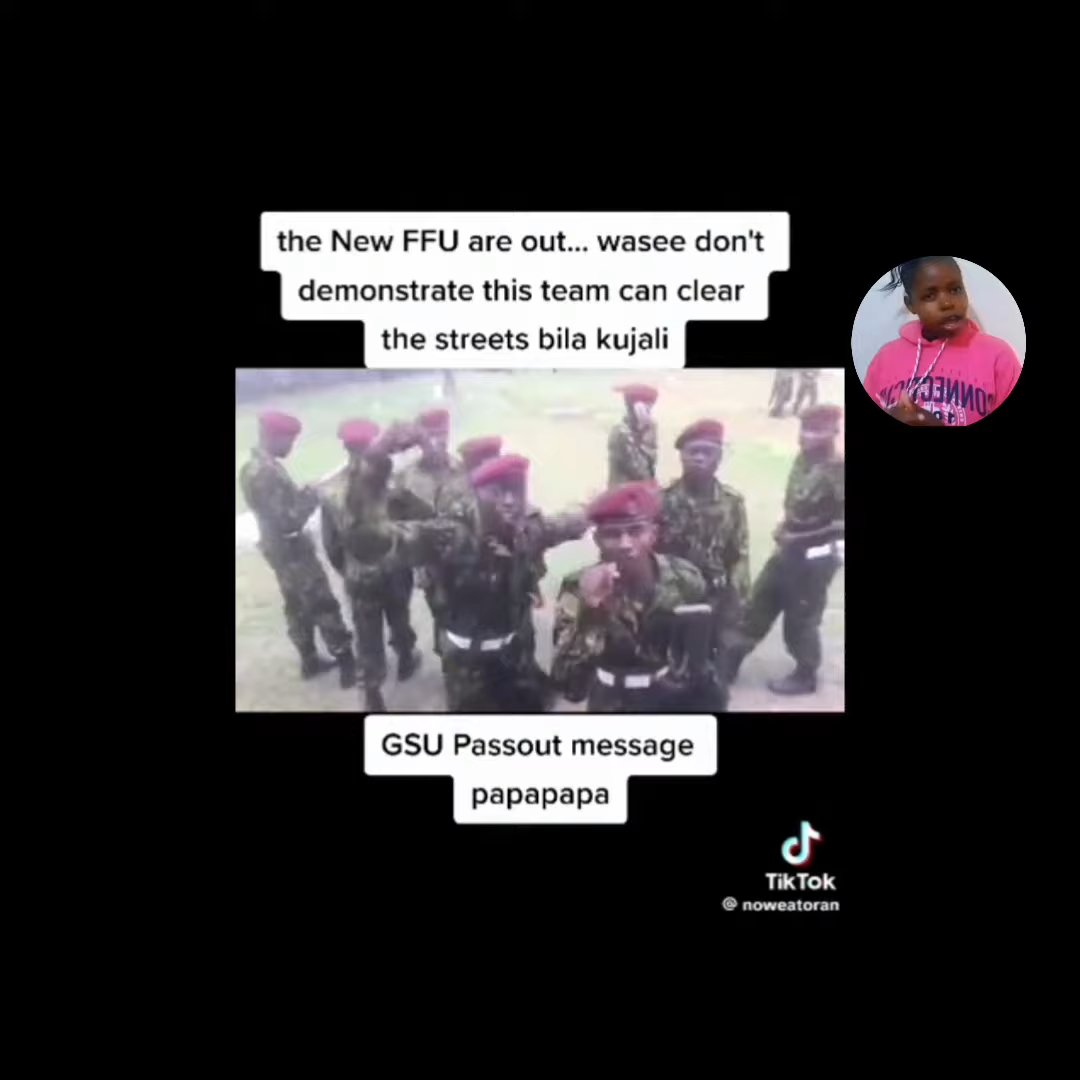 the New FFU are out... wasee don't
demonstrate this team can clear
the streets bila kujali
GSU Passout message
papapapa
TikTok
@ noweatoran